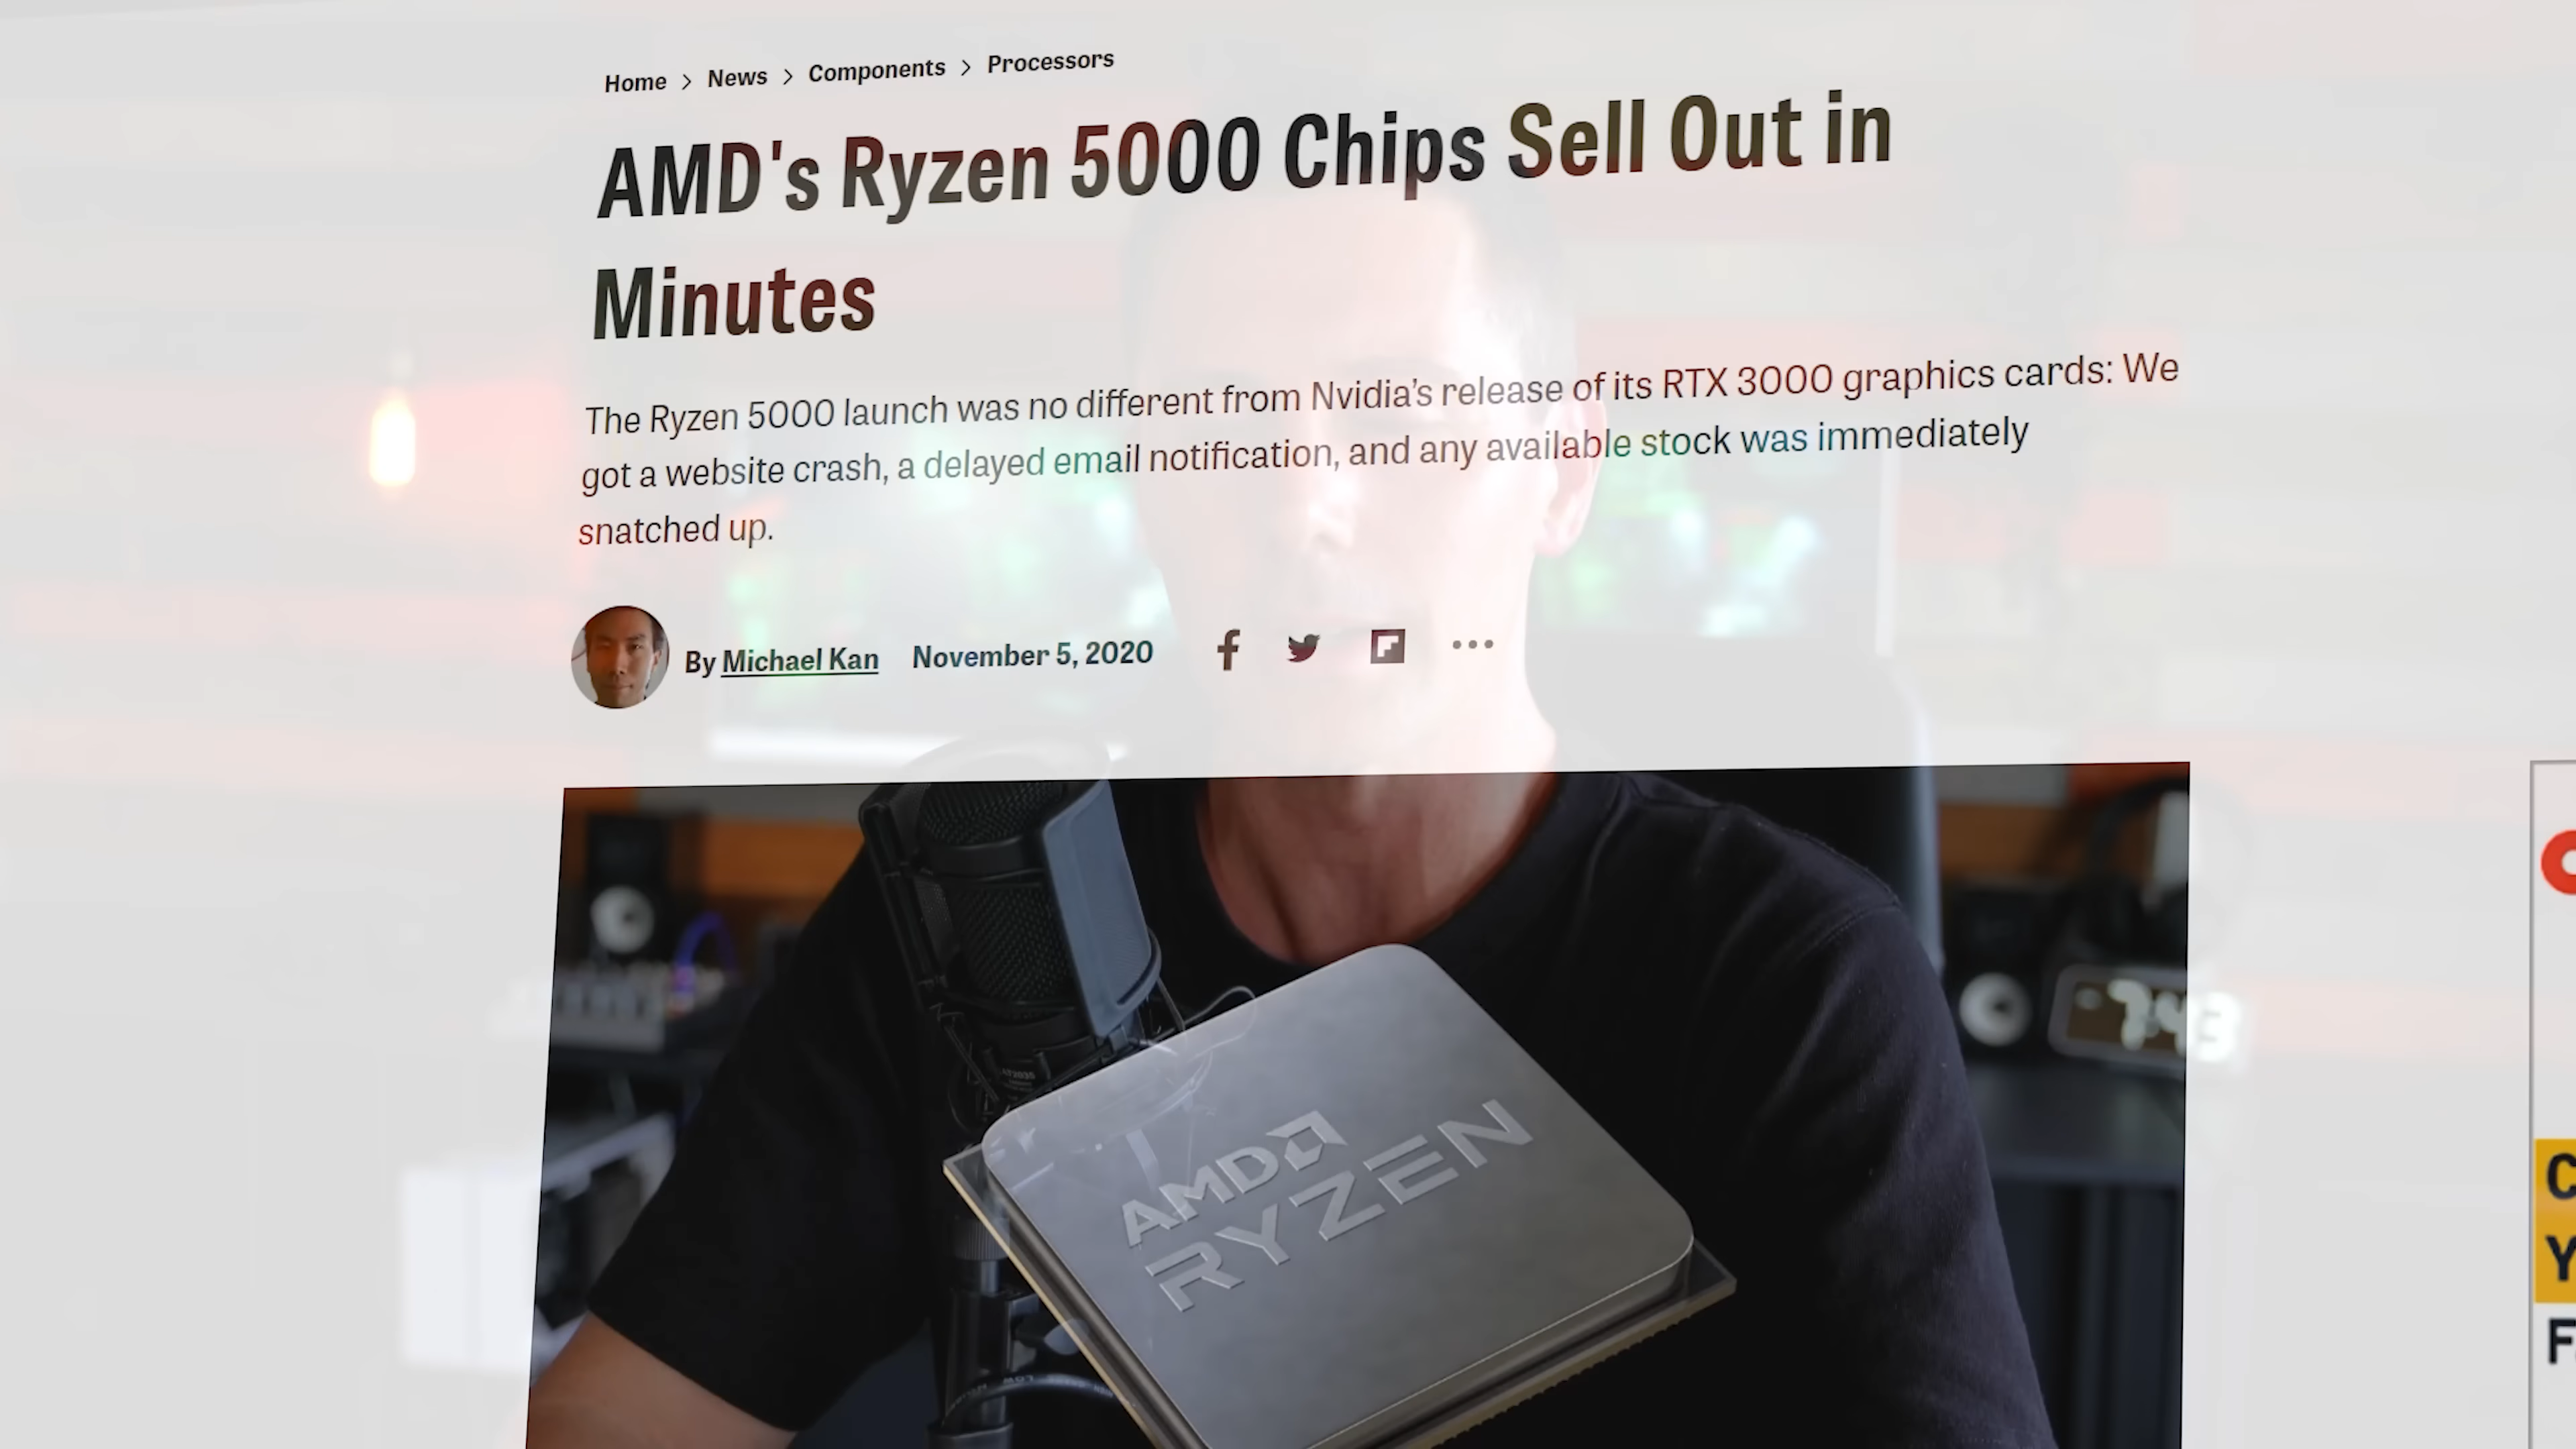 Home > News > Components > Processors
AMD's Ryzen 5000 Chips Sell Out in
Minutes
The Ryzen 5000 launch was no different from Nvidia's release of its RTX 3000 graphics cards: We
got a website crash, a delayed email notification, and any available stock was immediately
snatched up.
By Michael Kan November 5, 2020
7:43
AMD
RYZEN
C
Y
F